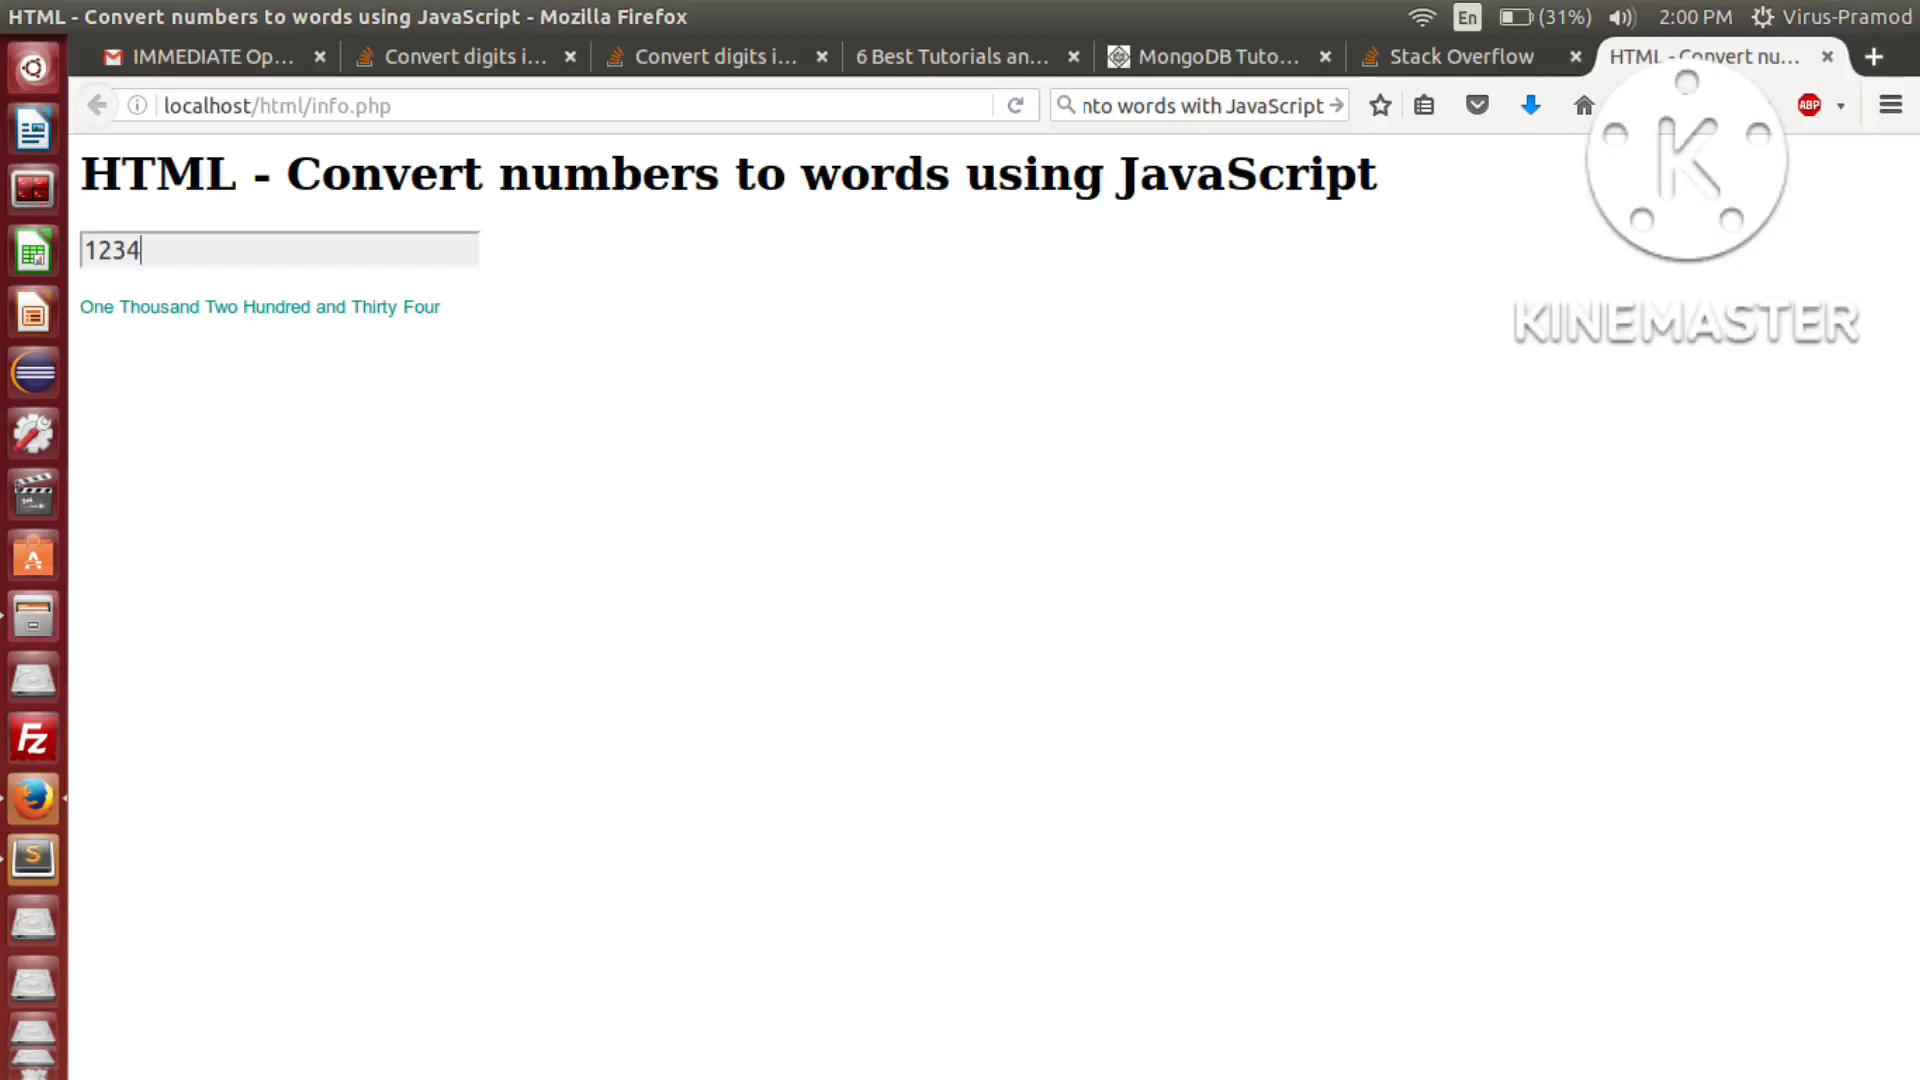 HTML - Convert numbers to words using JavaScript - Mozilla Firefox En (31%) 2:00 PM Virus-Pramod
IMMEDIATE Op... Convert digits i... Convert digits i... 6 Best Tutorials an... MongoDB Tuto... Stack Overflow HTML - Convert nu...
localhost/html/info.php nto words with JavaScript ABP
HTML - Convert numbers to words using JavaScript
K
1234
One Thousand Two Hundred and Thirty Four
KINEMASTER
A
Fz
S